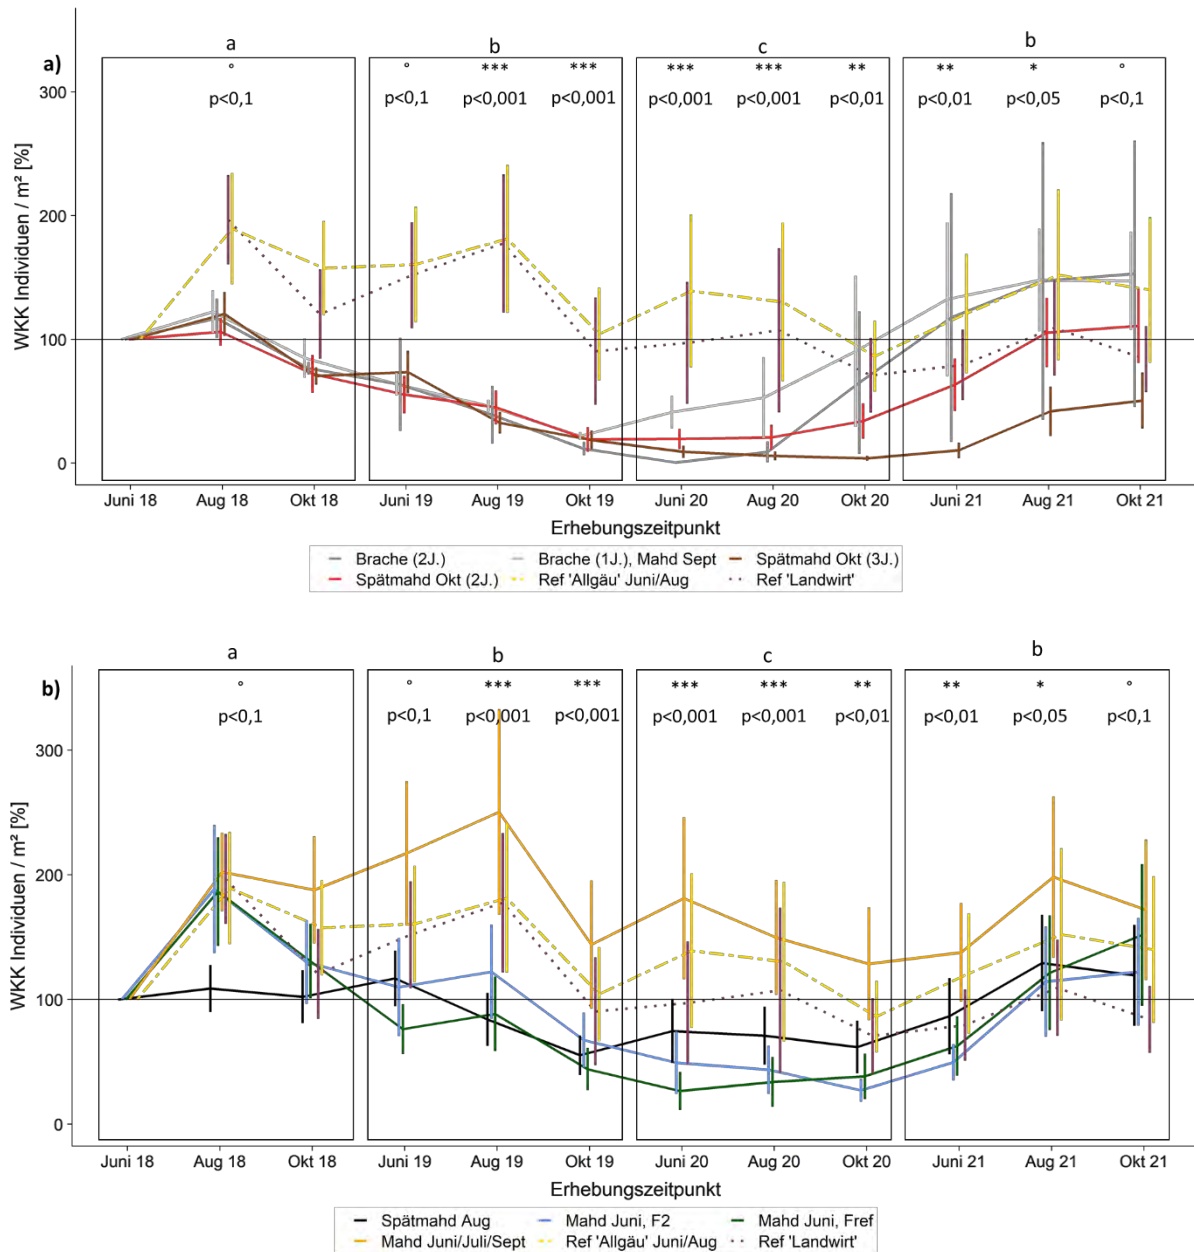 a b c b
a) ° ° *** *** *** *** ** ** * °
p<0,1 p<0,1 p<0,001 p<0,001 p<0,001 p<0,001 p<0,01 p<0,01 p<0,05 p<0,1
300
200
100
0
WKK Individuen / m² [%]
Juni 18 Aug 18 Okt 18 Juni 19 Aug 19 Okt 19 Juni 20 Aug 20 Okt 20 Juni 21 Aug 21 Okt 21
Erhebungszeitpunkt
Brache (2J.) Brache (1J.), Mahd Sept Spätmahd Okt (3J.)
Spätmahd Okt (2J.) Ref 'Allgäu' Juni/Aug Ref 'Landwirt'
a b c b
b) ° ° *** *** *** *** ** ** * °
p<0,1 p<0,1 p<0,001 p<0,001 p<0,001 p<0,001 p<0,01 p<0,01 p<0,05 p<0,1
300
200
100
0
WKK Individuen / m² [%]
Juni 18 Aug 18 Okt 18 Juni 19 Aug 19 Okt 19 Juni 20 Aug 20 Okt 20 Juni 21 Aug 21 Okt 21
Erhebungszeitpunkt
Spätmahd Aug Mahd Juni, F2 Mahd Juni, Fref
Mahd Juni/Juli/Sept Ref 'Allgäu' Juni/Aug Ref 'Landwirt'